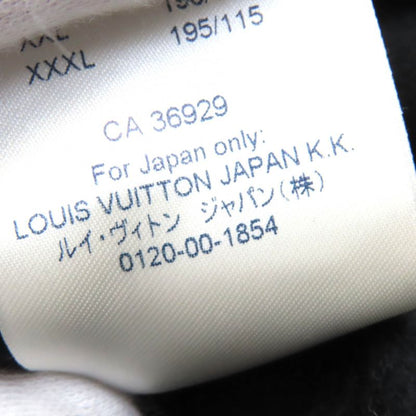 XXL
XXXL 195/115
CA 36929
For Japan only:
LOUIS VUITTON JAPAN K.K.
ルイ・ヴィトン ジャパン(株)
0120-00-1854